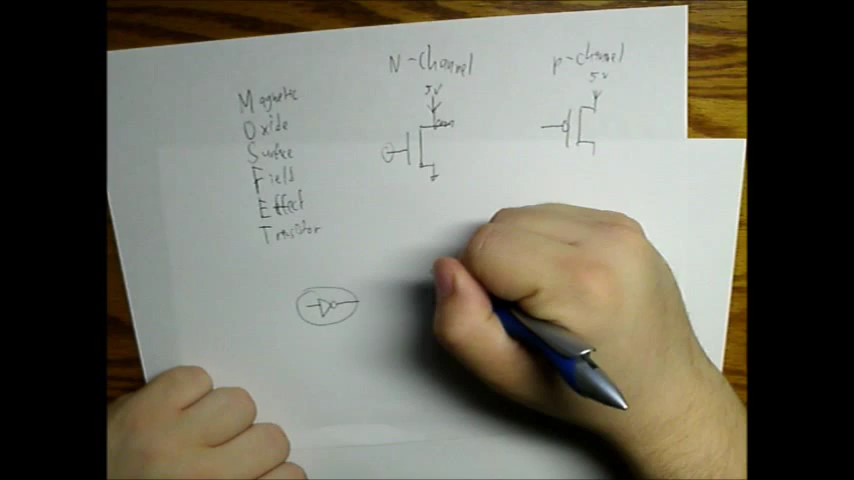 N-Channel
P-Channel
5V
5V
Magnetic
Oxide
Surface
Field
Effect
Transistor